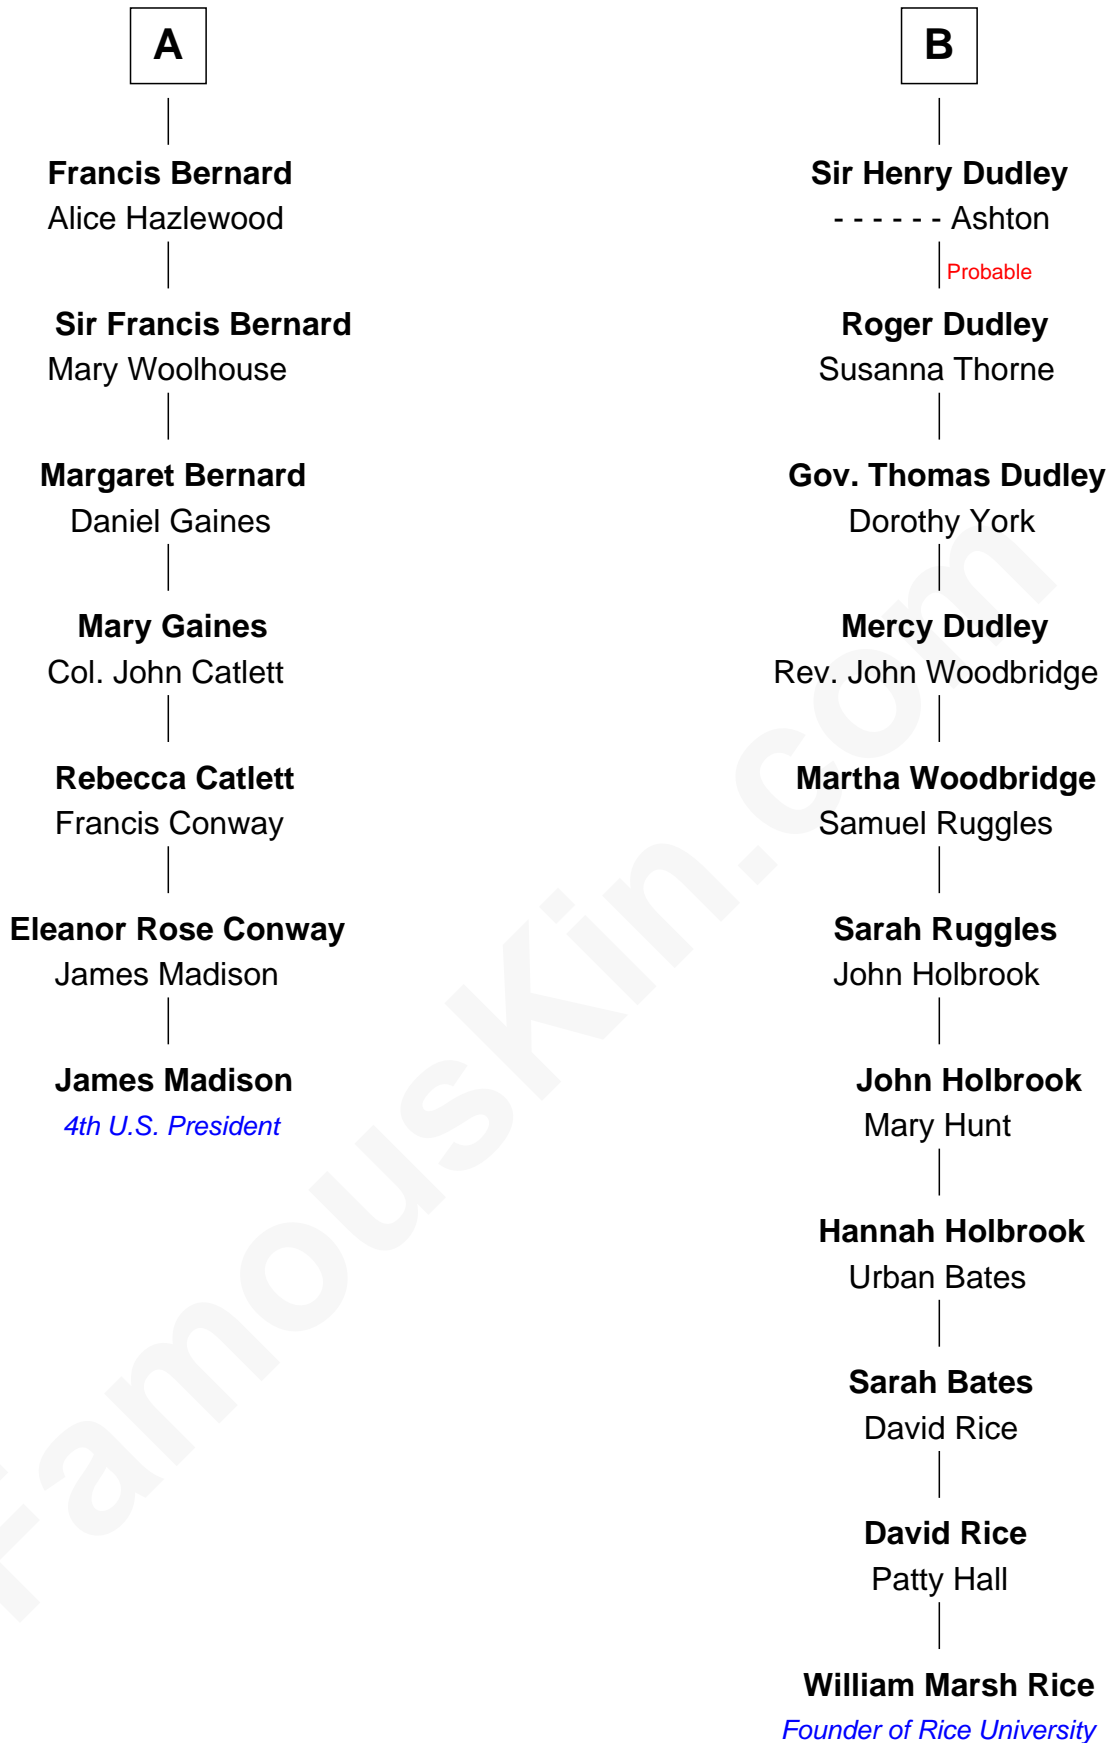 A
Francis Bernard
Alice Hazlewood
Sir Francis Bernard
Mary Woolhouse
Margaret Bernard
Daniel Gaines
Mary Gaines
Col. John Catlett
Rebecca Catlett
Francis Conway
Eleanor Rose Conway
James Madison
James Madison
4th U.S. President
B
Sir Henry Dudley
- - - - - - Ashton
Probable
Roger Dudley
Susanna Thorne
Gov. Thomas Dudley
Dorothy York
Mercy Dudley
Rev. John Woodbridge
Martha Woodbridge
Samuel Ruggles
Sarah Ruggles
John Holbrook
John Holbrook
Mary Hunt
Hannah Holbrook
Urban Bates
Sarah Bates
David Rice
David Rice
Patty Hall
William Marsh Rice
Founder of Rice University
FamousKin.com